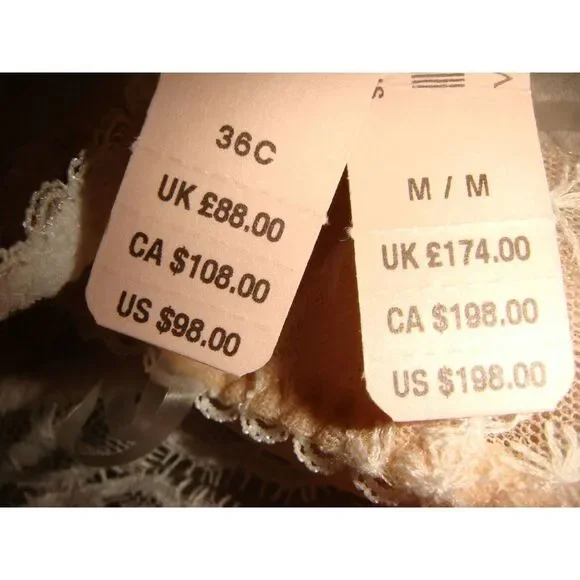 36C
UK £88.00
CA $108.00
US $98.00
M / M
UK £174.00
CA $198.00
US $198.00